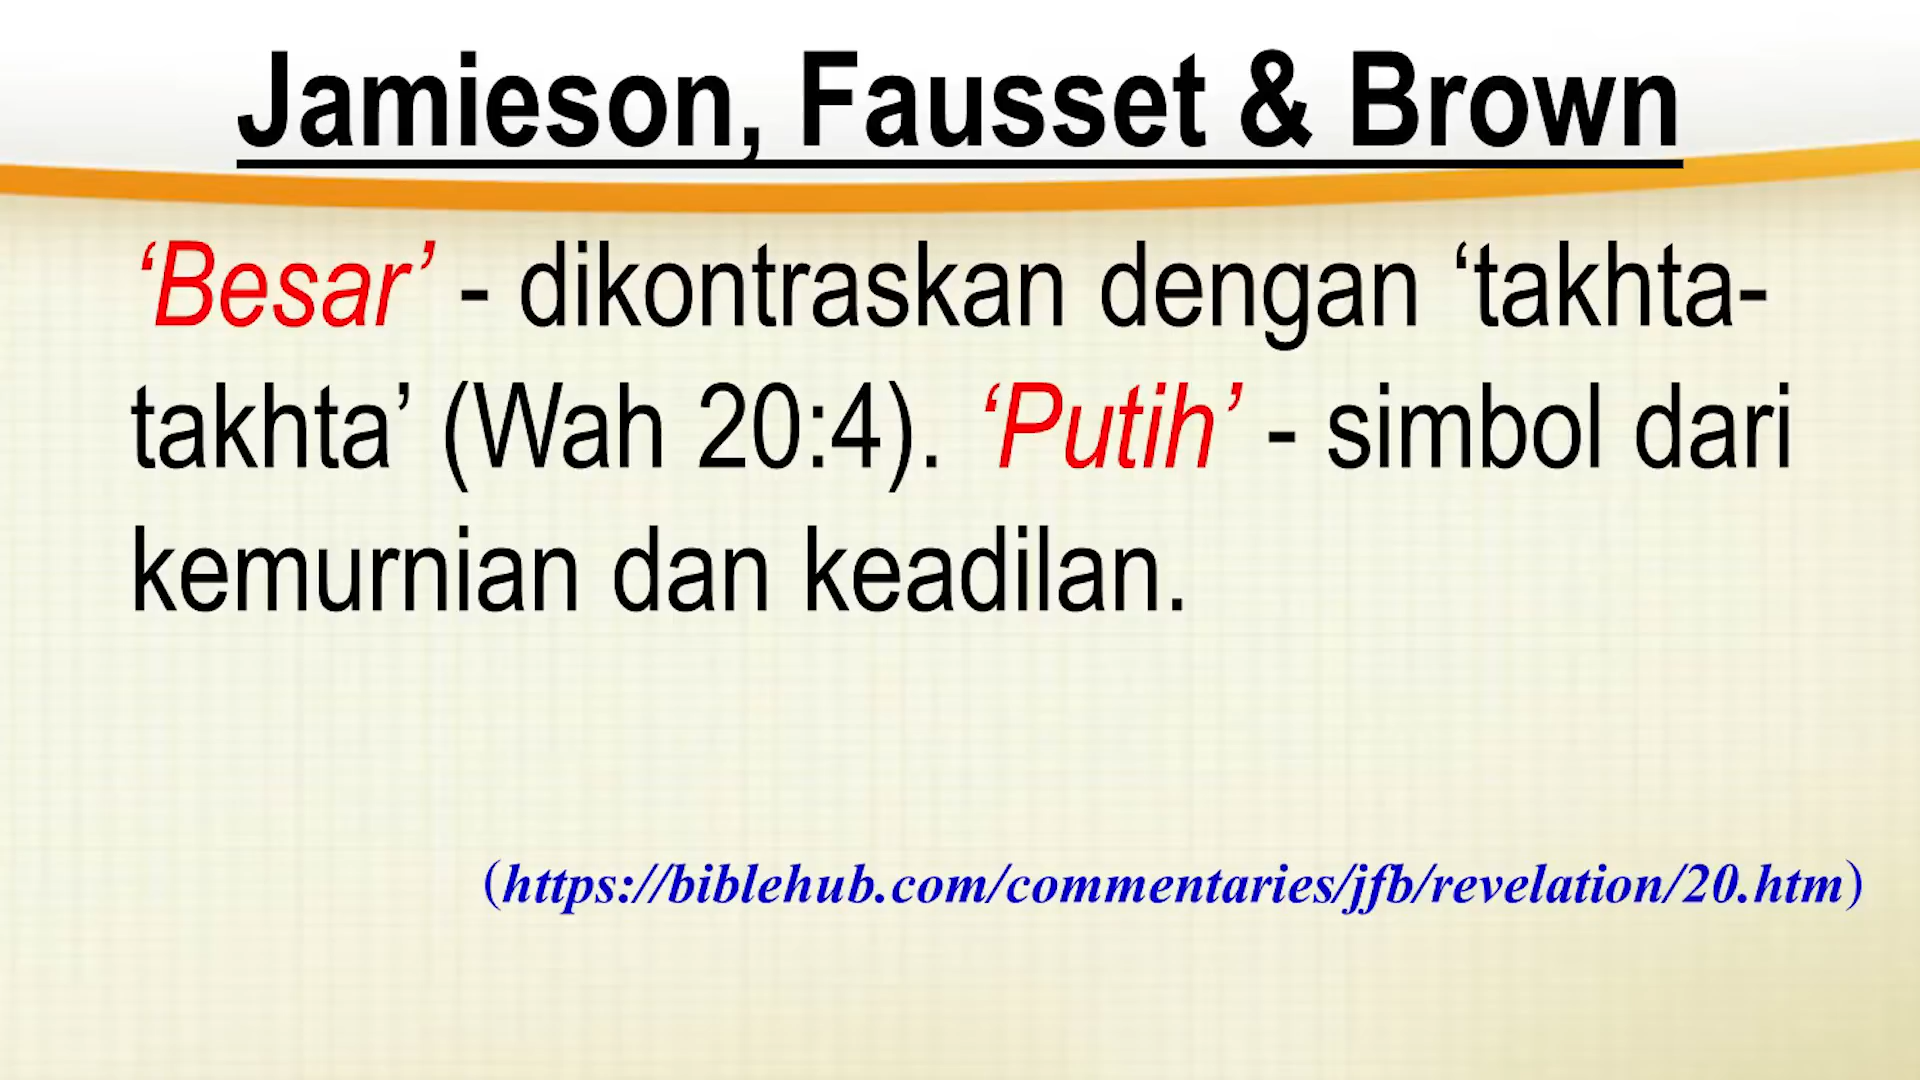 Jamieson, Fausset & Brown
‘Besar’ - dikontraskan dengan ‘takhta-
takhta’ (Wah 20:4). ‘Putih’ - simbol dari
kemurnian dan keadilan.
(https://biblehub.com/commentaries/jfb/revelation/20.htm)